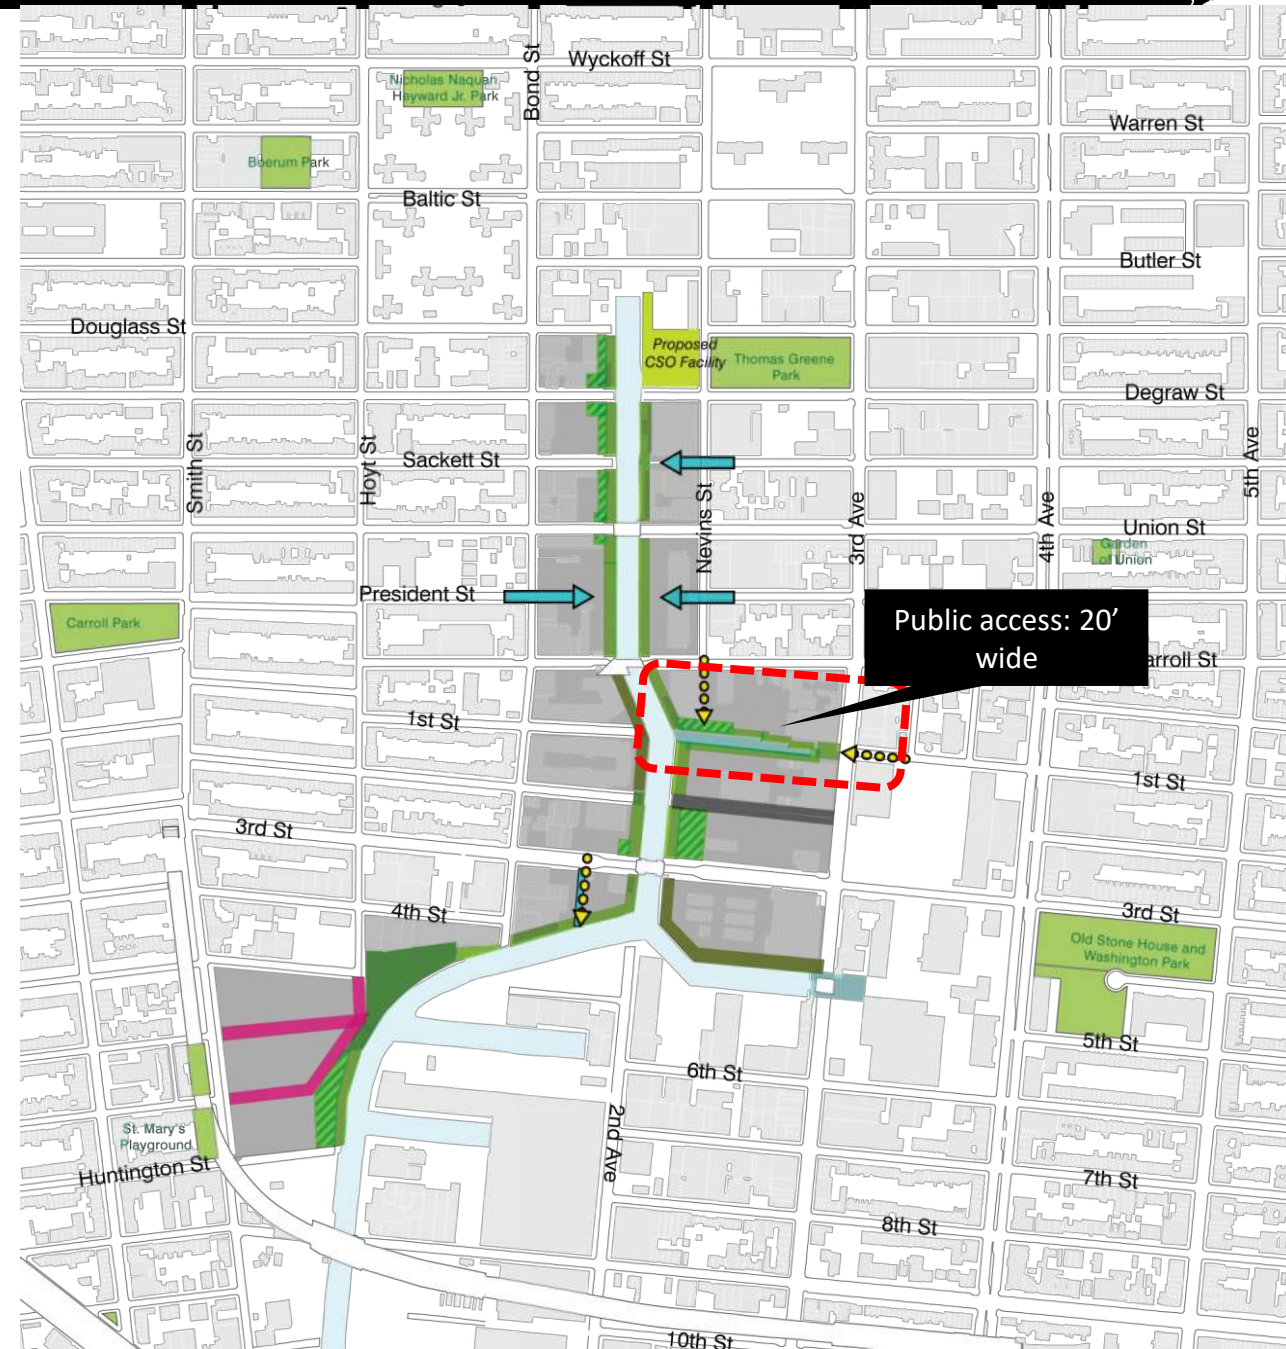 Wyckoff St
Bond St
Nicholas Naquan
Heyward Jr. Park
Warren St
Boerum Park
Baltic St
Butler St
Douglass St
Proposed
CSO Facility
Thomas Greene
Park
Degraw St
Smith St
Hoyt St
Sackett St
Nevins St
3rd Ave
4th Ave
5th Ave
Union St
Garden
of Union
President St
Carroll Park
Public access: 20’
wide
arroll St
1st St
1st St
3rd St
4th St
3rd St
Old Stone House and
Washington Park
5th St
6th St
2nd Ave
St. Mary's
Playground
Huntington St
7th St
8th St
10th St